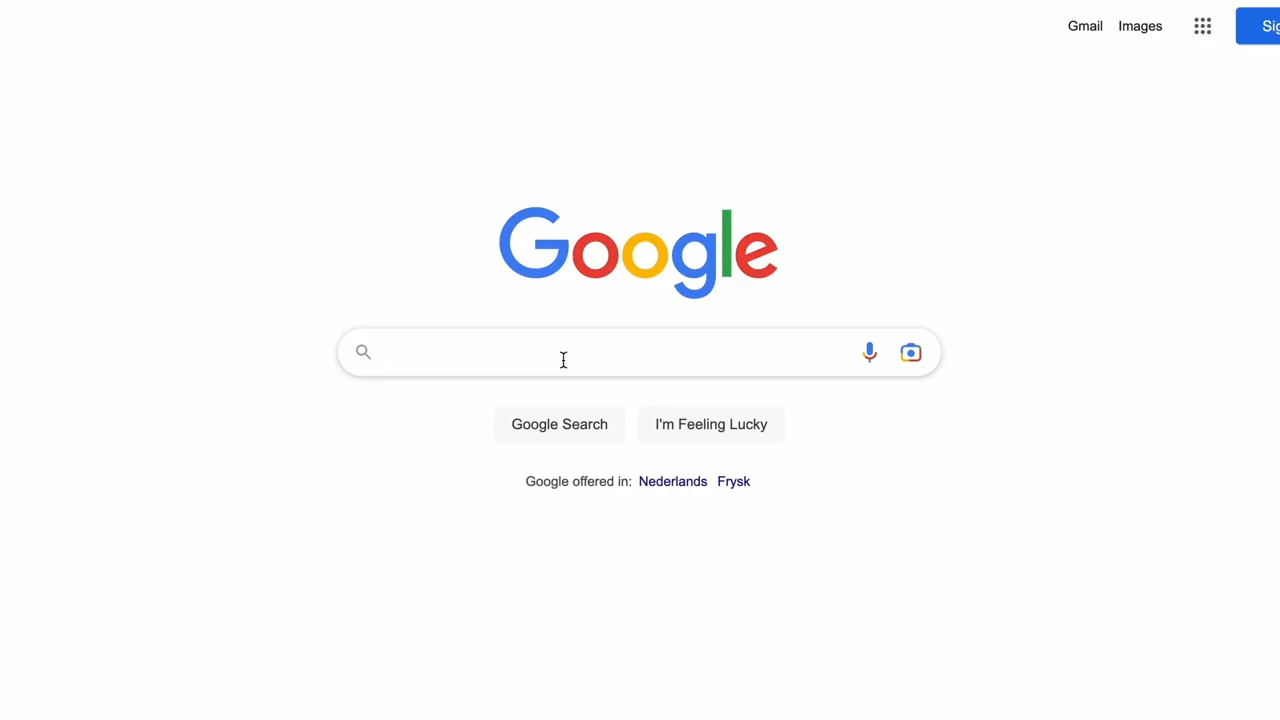 Gmail Images
Google
Google Search I'm Feeling Lucky
Google offered in: Nederlands Frysk